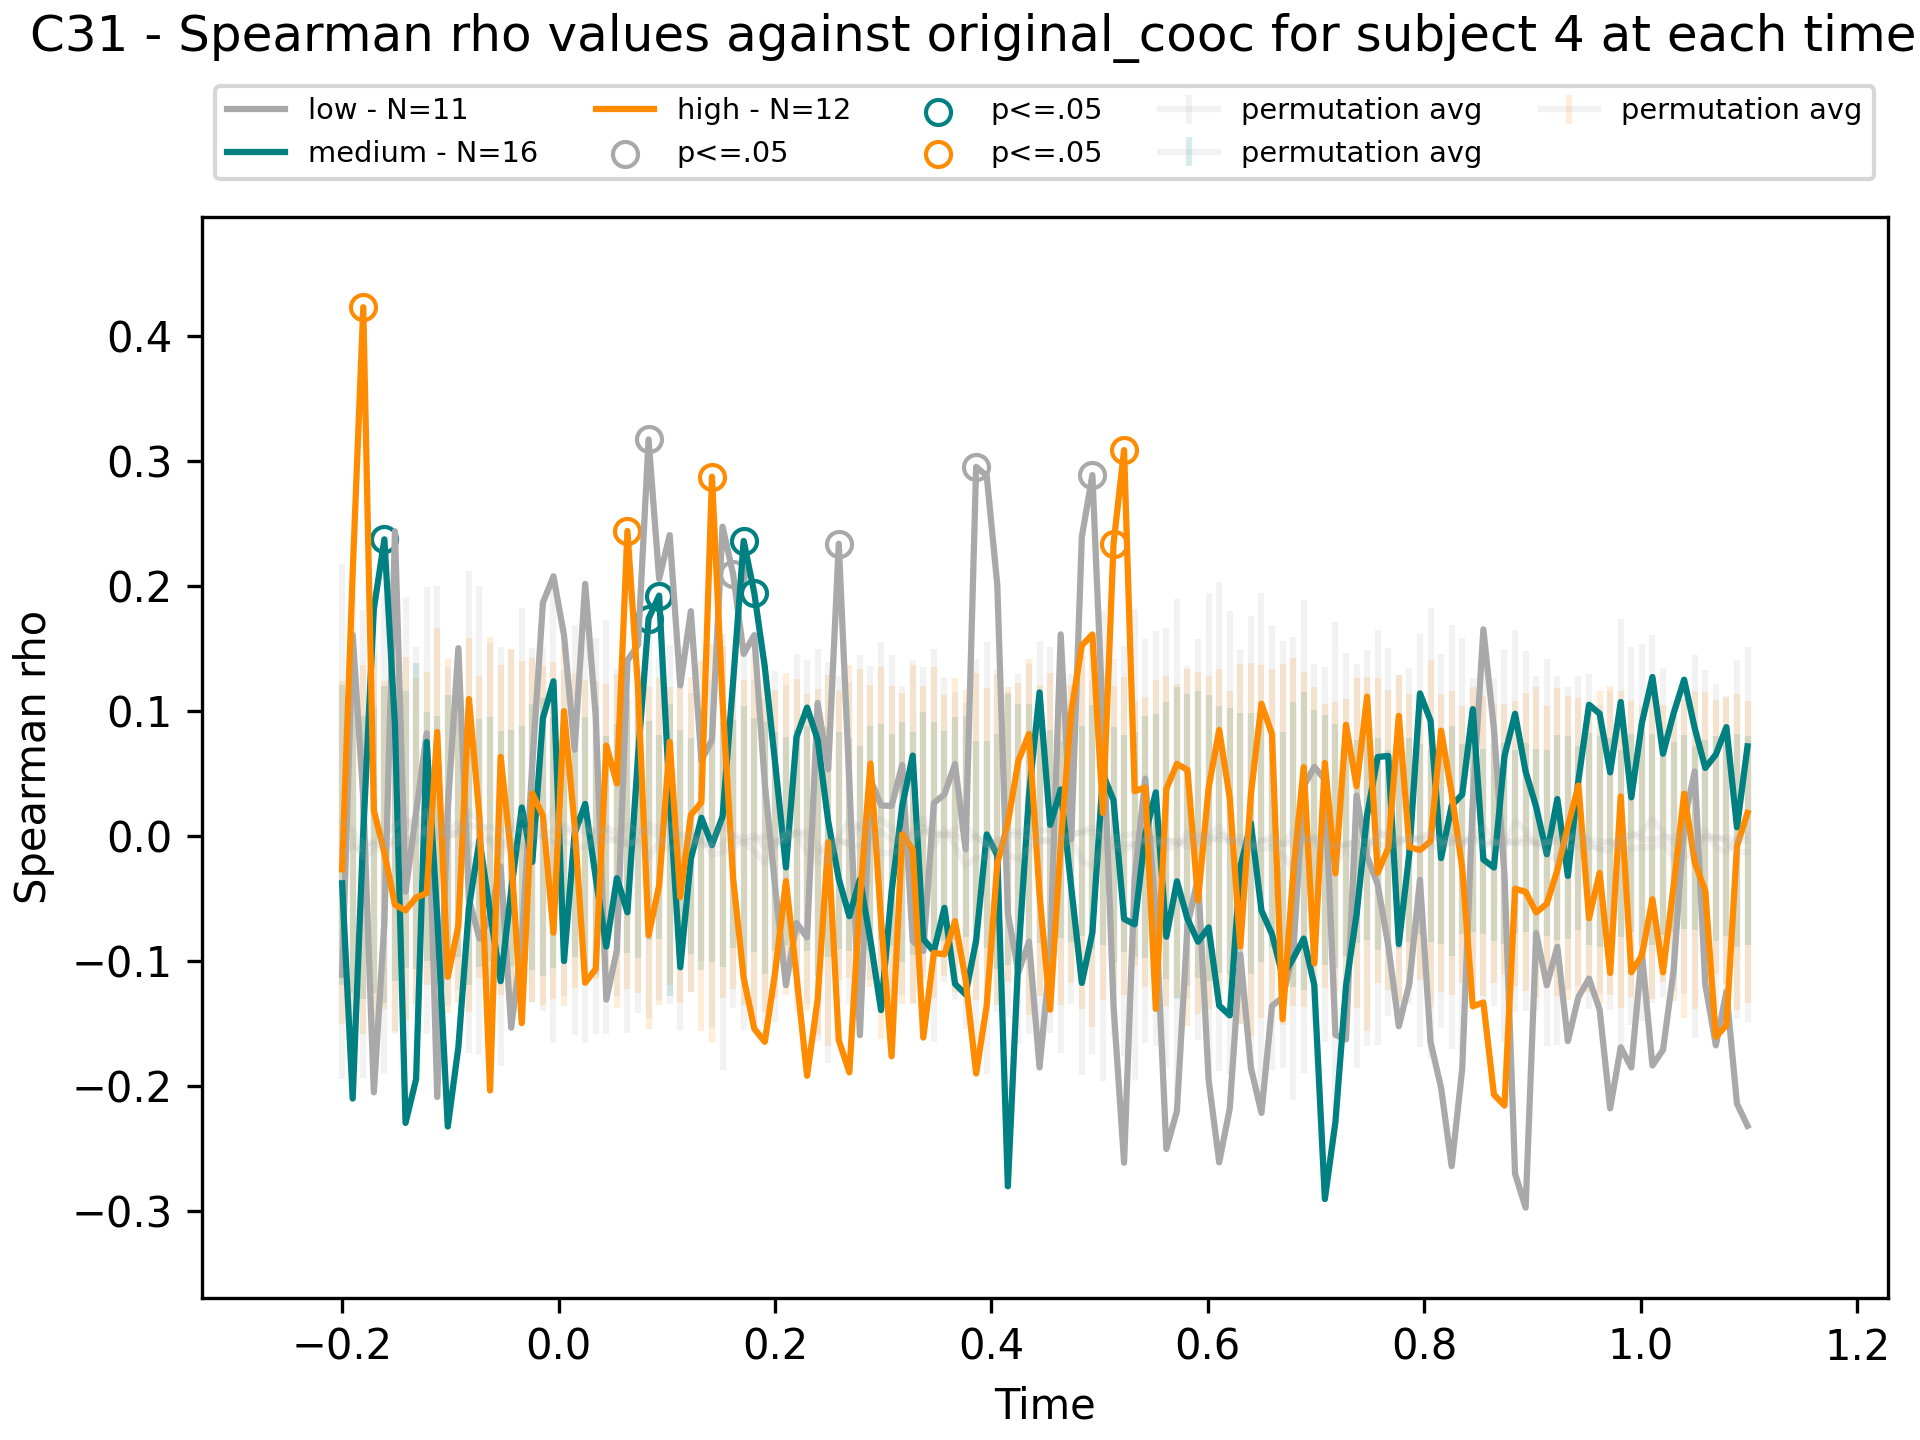 C31 - Spearman rho values against original_cooc for subject 4 at each time
low - N=11
medium - N=16
high - N=12
p<=.05
p<=.05
p<=.05
permutation avg
permutation avg
permutation avg
Spearman rho
0.4
0.3
0.2
0.1
0.0
−0.1
−0.2
−0.3
−0.2 0.0 0.2 0.4 0.6 0.8 1.0 1.2
Time